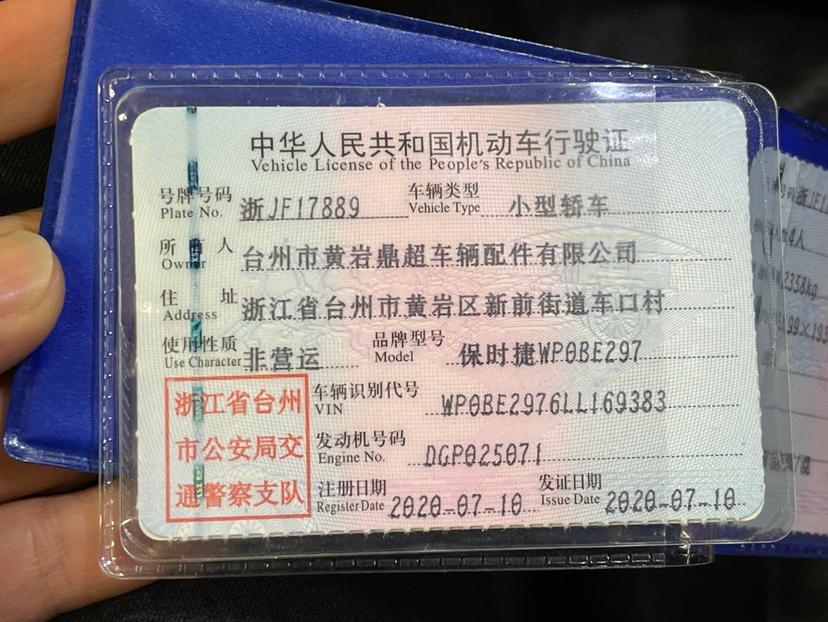 中华人民共和国机动车行驶证
Vehicle License of the People's Republic of China
号牌号码 浙JF17889 车辆类型 小型轿车
Plate No. Vehicle Type
所有人 台州市黄岩鼎超车辆配件有限公司
Owner
住址 浙江省台州市黄岩区新前街道车口村
Address
使用性质 非营运 品牌型号 保时捷WP0BE297
Use Character Model
浙江省台州
市公安局交
通警察支队
车辆识别代号 WP0BE2976LL169383
VIN
发动机号码 DGP025071
Engine No.
注册日期 2020-07-10 发证日期 2020-07-10
Register Date Issue Date
4人
2358kg